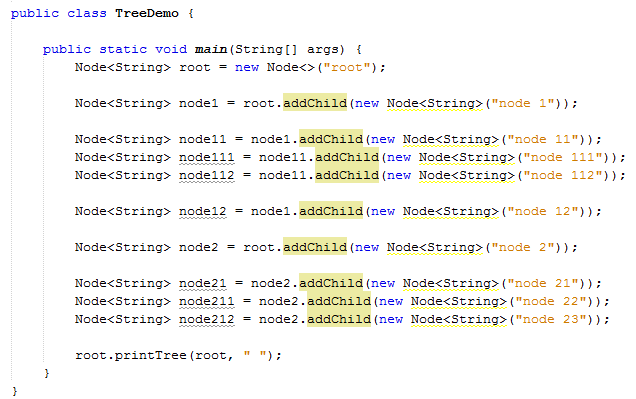 public class TreeDemo {
public static void main(String[] args) {
Node<String> root = new Node<>("root");
Node<String> node1 = root.addChild(new Node<String>("node 1"));
Node<String> node11 = node1.addChild(new Node<String>("node 11"));
Node<String> node111 = node11.addChild(new Node<String>("node 111"));
Node<String> node112 = node11.addChild(new Node<String>("node 112"));
Node<String> node12 = node1.addChild(new Node<String>("node 12"));
Node<String> node2 = root.addChild(new Node<String>("node 2"));
Node<String> node21 = node2.addChild(new Node<String>("node 21"));
Node<String> node211 = node2.addChild(new Node<String>("node 22"));
Node<String> node212 = node2.addChild(new Node<String>("node 23"));
root.printTree(root, " ");
}
}